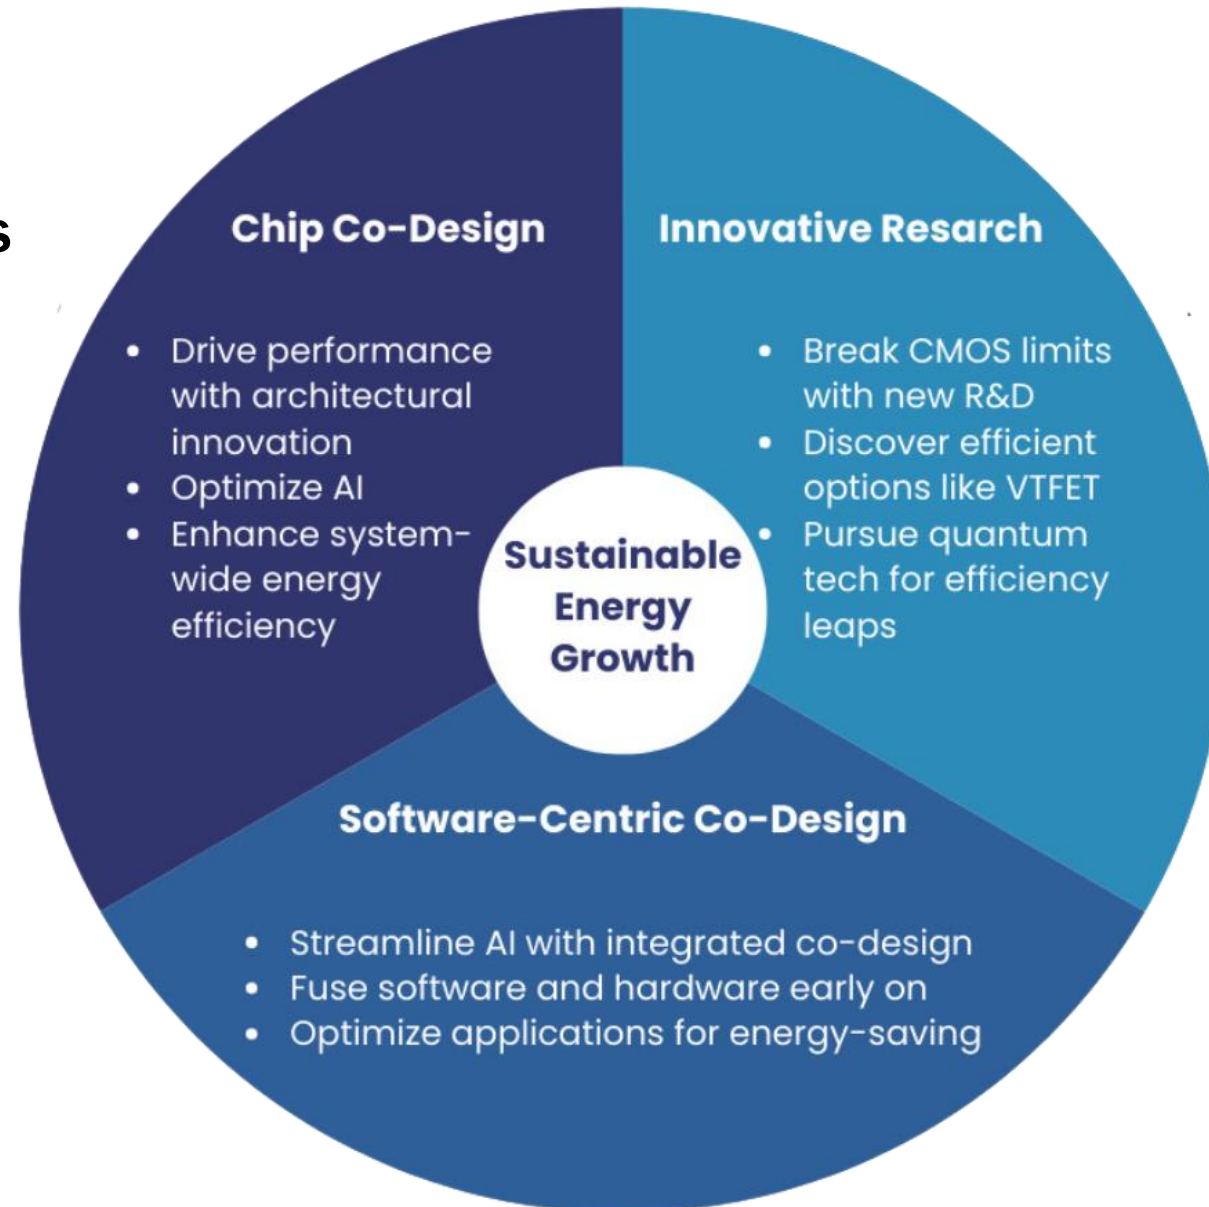 s
Chip Co-Design
• Drive performance
with architectural
innovation
• Optimize AI
• Enhance system-
wide energy
efficiency
Innovative Resarch
• Break CMOS limits
with new R&D
• Discover efficient
options like VTFET
• Pursue quantum
tech for efficiency
leaps
Sustainable
Energy
Growth
Software-Centric Co-Design
• Streamline AI with integrated co-design
• Fuse software and hardware early on
• Optimize applications for energy-saving